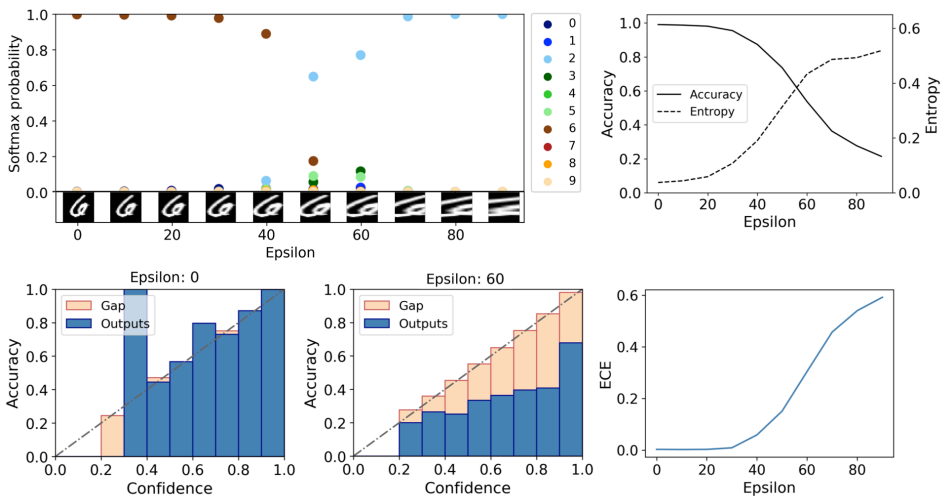 Softmax probability
1.0
0.8
0.6
0.4
0.2
0.0
0 20 40 60 80
Epsilon
0
1
2
3
4
5
6
7
8
9
Accuracy
1.0
0.8
0.6
0.4
0.2
0.0
Accuracy
Entropy
0.6
0.4
0.2
0.0
Entropy
0 20 40 60 80
Epsilon
Epsilon: 0
Accuracy
1.0
0.8
0.6
0.4
0.2
0.0
Gap
Outputs
0.0 0.2 0.4 0.6 0.8 1.0
Confidence
Epsilon: 60
Accuracy
1.0
0.8
0.6
0.4
0.2
0.0
Gap
Outputs
0.0 0.2 0.4 0.6 0.8 1.0
Confidence
ECE
0.6
0.4
0.2
0.0
0 20 40 60 80
Epsilon